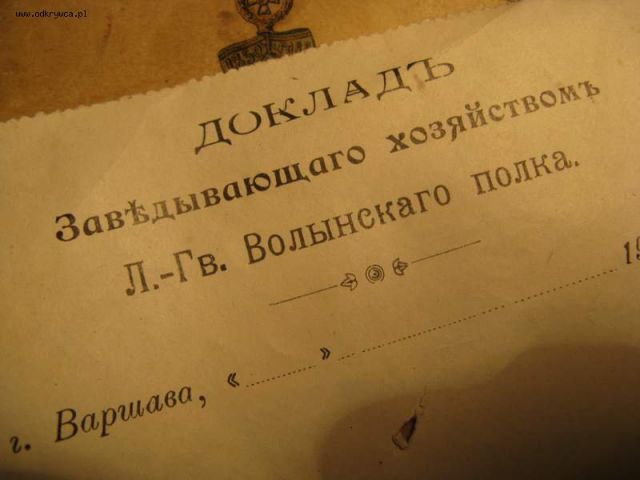 www.odkrywca.pl
ДОКЛАДЪ
Завѣдывающаго хозяйствомъ
Л.-Гв. Волынскаго полка.
г. Варшава, «........» ........ 19